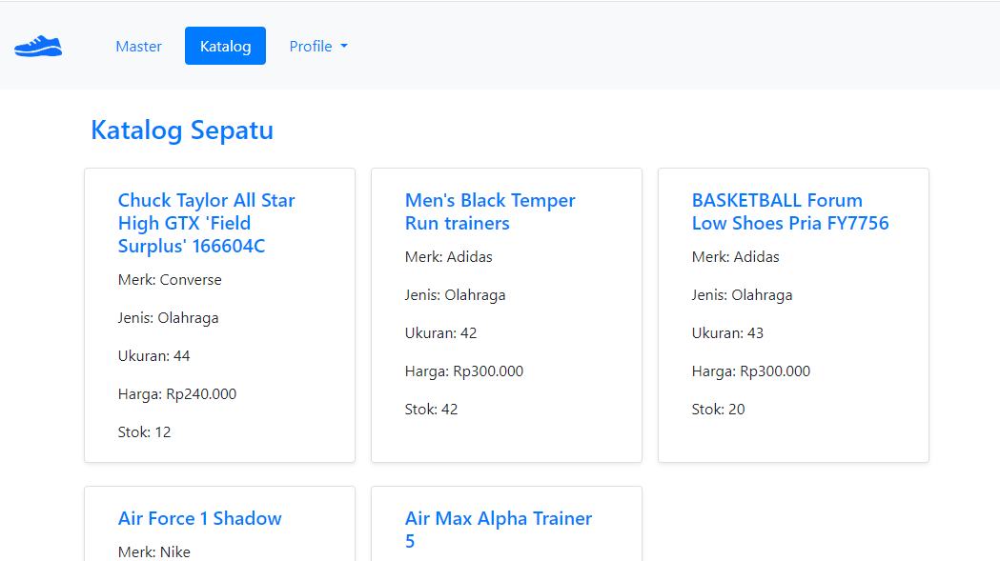 Master
Katalog
Profile
Katalog Sepatu
Chuck Taylor All Star
High GTX 'Field
Surplus' 166604C
Merk: Converse
Jenis: Olahraga
Ukuran: 44
Harga: Rp240.000
Stok: 12
Men's Black Temper
Run trainers
Merk: Adidas
Jenis: Olahraga
Ukuran: 42
Harga: Rp300.000
Stok: 42
BASKETBALL Forum
Low Shoes Pria FY7756
Merk: Adidas
Jenis: Olahraga
Ukuran: 43
Harga: Rp300.000
Stok: 20
Air Force 1 Shadow
Merk: Nike
Air Max Alpha Trainer
5